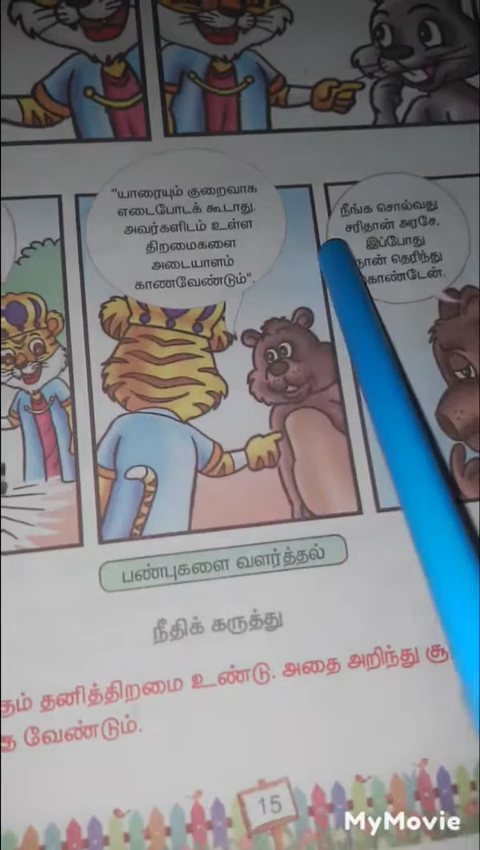 "யாரையும் குறைவாக
எடைபோடக் கூடாது.
அவர்களிடம் உள்ள
திறமைகளை
அடையாளம்
காணவேண்டும்".
நீங்க சொல்வது
சரிதான் அரசே.
இப்போது
நான் தெரிந்து
கொண்டேன்.
பண்புகளை வளர்த்தல்
நீதிக் கருத்து
தனித்திறமை உண்டு. அதை அறிந்து
வேண்டும்.
15
MyMovie